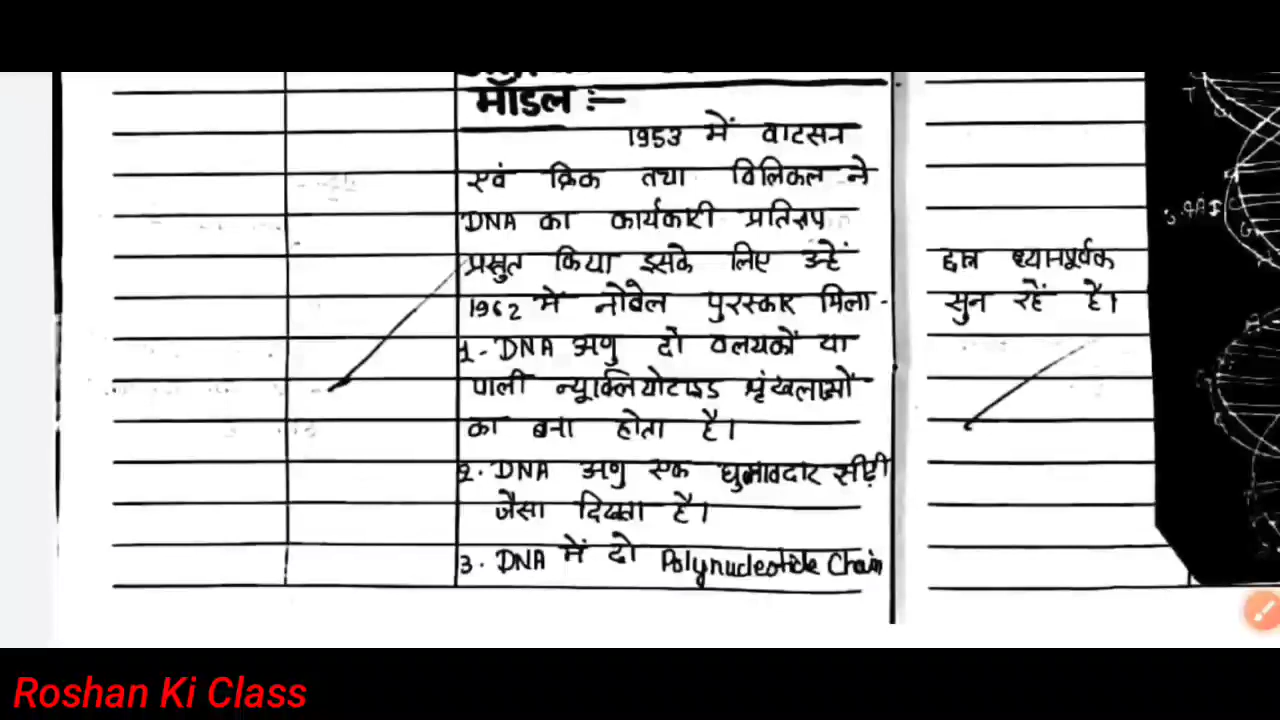 मॉडल :-
1953 में वाटसन
एवं क्रिक तथा विलिकल ने
DNA का कार्यकारी प्रतिरुप
प्रस्तुत किया इसके लिए उन्हें
1962 में नोवेल पुरस्कार मिला-
1. DNA अणु दो वलयकों या
पाली न्यूक्लियोटाइड श्रृंखलाओं
का बना होता है।
2. DNA अणु एक घुमावदार सीढ़ी
जैसा दिखता है।
3. DNA में दो Polynucleotide Chain
छात्र ध्यानपूर्वक
सुन रहें है।
Roshan Ki Class